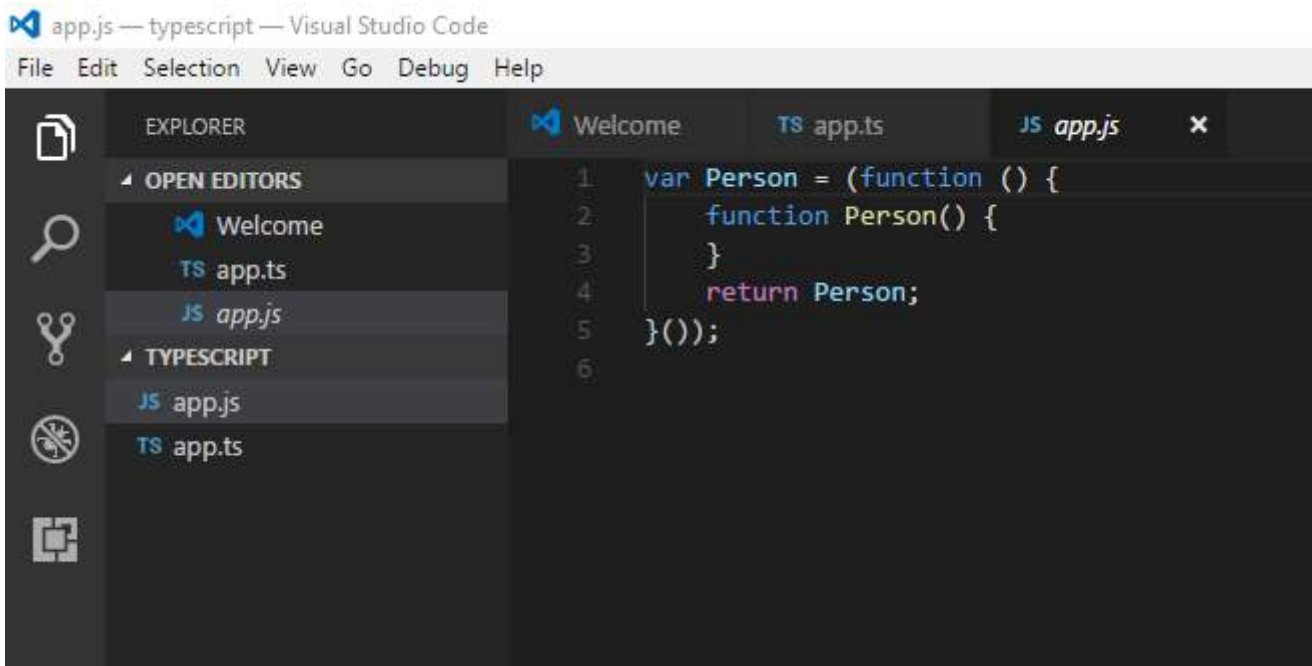 app.js — typescript — Visual Studio Code
File Edit Selection View Go Debug Help
EXPLORER
OPEN EDITORS
Welcome
TS app.ts
JS app.js
TYPESCRIPT
JS app.js
TS app.ts
Welcome TS app.ts JS app.js ×
1 var Person = (function () {
2     function Person() {
3     }
4     return Person;
5 }());
6